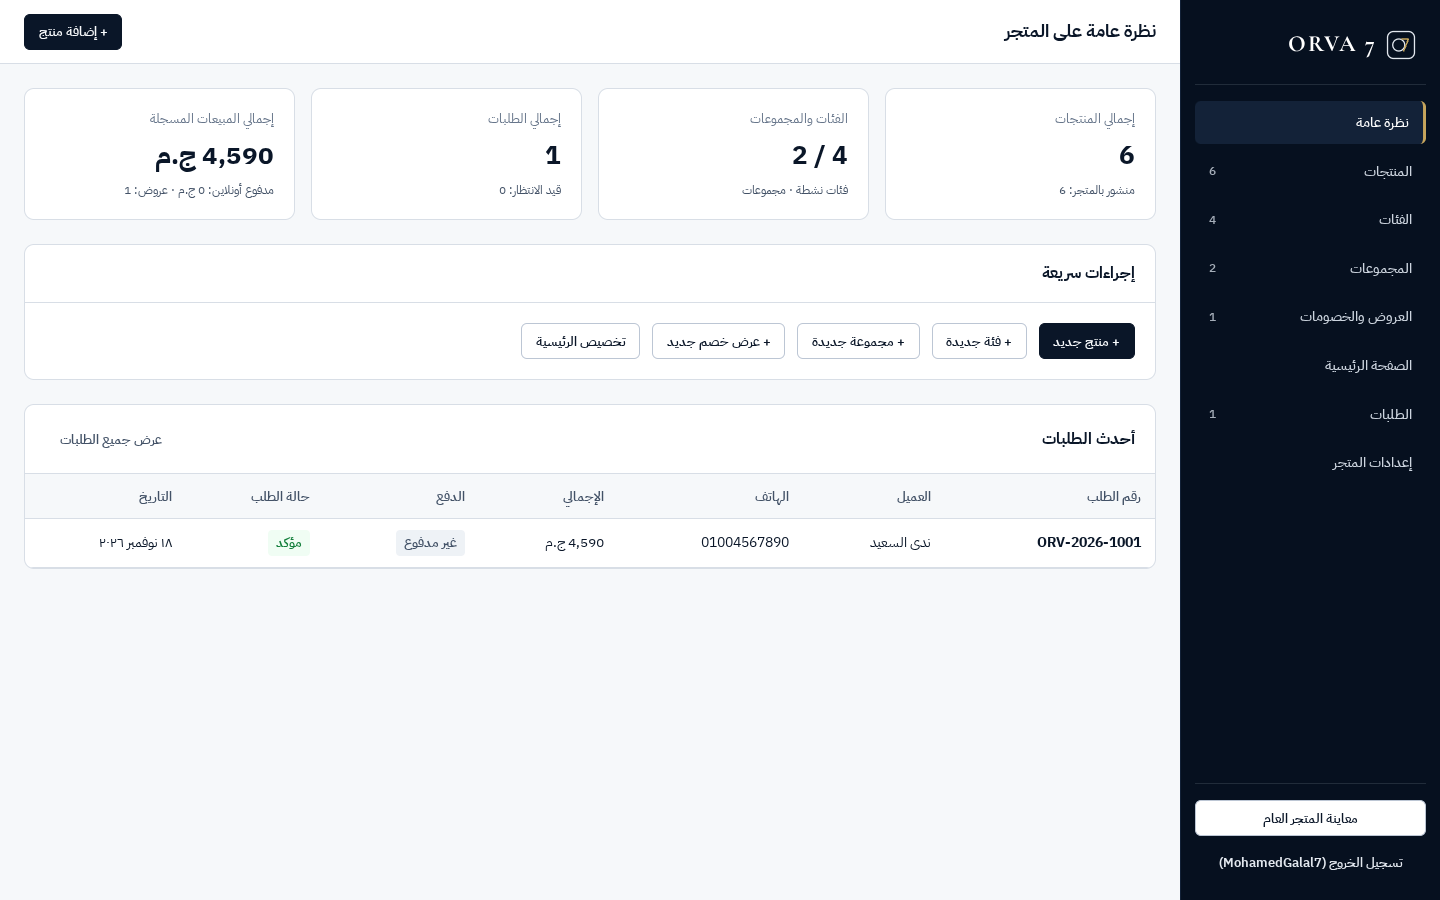 ORVA 7
نظرة عامة
المنتجات 6
الفئات 4
المجموعات 2
العروض والخصومات 1
الصفحة الرئيسية
الطلبات 1
إعدادات المتجر
معاينة المتجر العام
تسجيل الخروج (MohamedGalal7)
نظرة عامة على المتجر
+ إضافة منتج
إجمالي المنتجات
6
منشور بالمتجر: 6
الفئات والمجموعات
4 / 2
فئات نشطة · مجموعات
إجمالي الطلبات
1
قيد الانتظار: 0
إجمالي المبيعات المسجلة
4,590 ج.م
مدفوع أونلاين: 0 ج.م · عروض: 1
إجراءات سريعة
+ منتج جديد
+ فئة جديدة
+ مجموعة جديدة
+ عرض خصم جديد
تخصيص الرئيسية
أحدث الطلبات
عرض جميع الطلبات
رقم الطلب العميل الهاتف الإجمالي الدفع حالة الطلب التاريخ
ORV-2026-1001 ندى السعيد 01004567890 4,590 ج.م غير مدفوع مؤكد ١٨ نوفمبر ٢٠٢٦